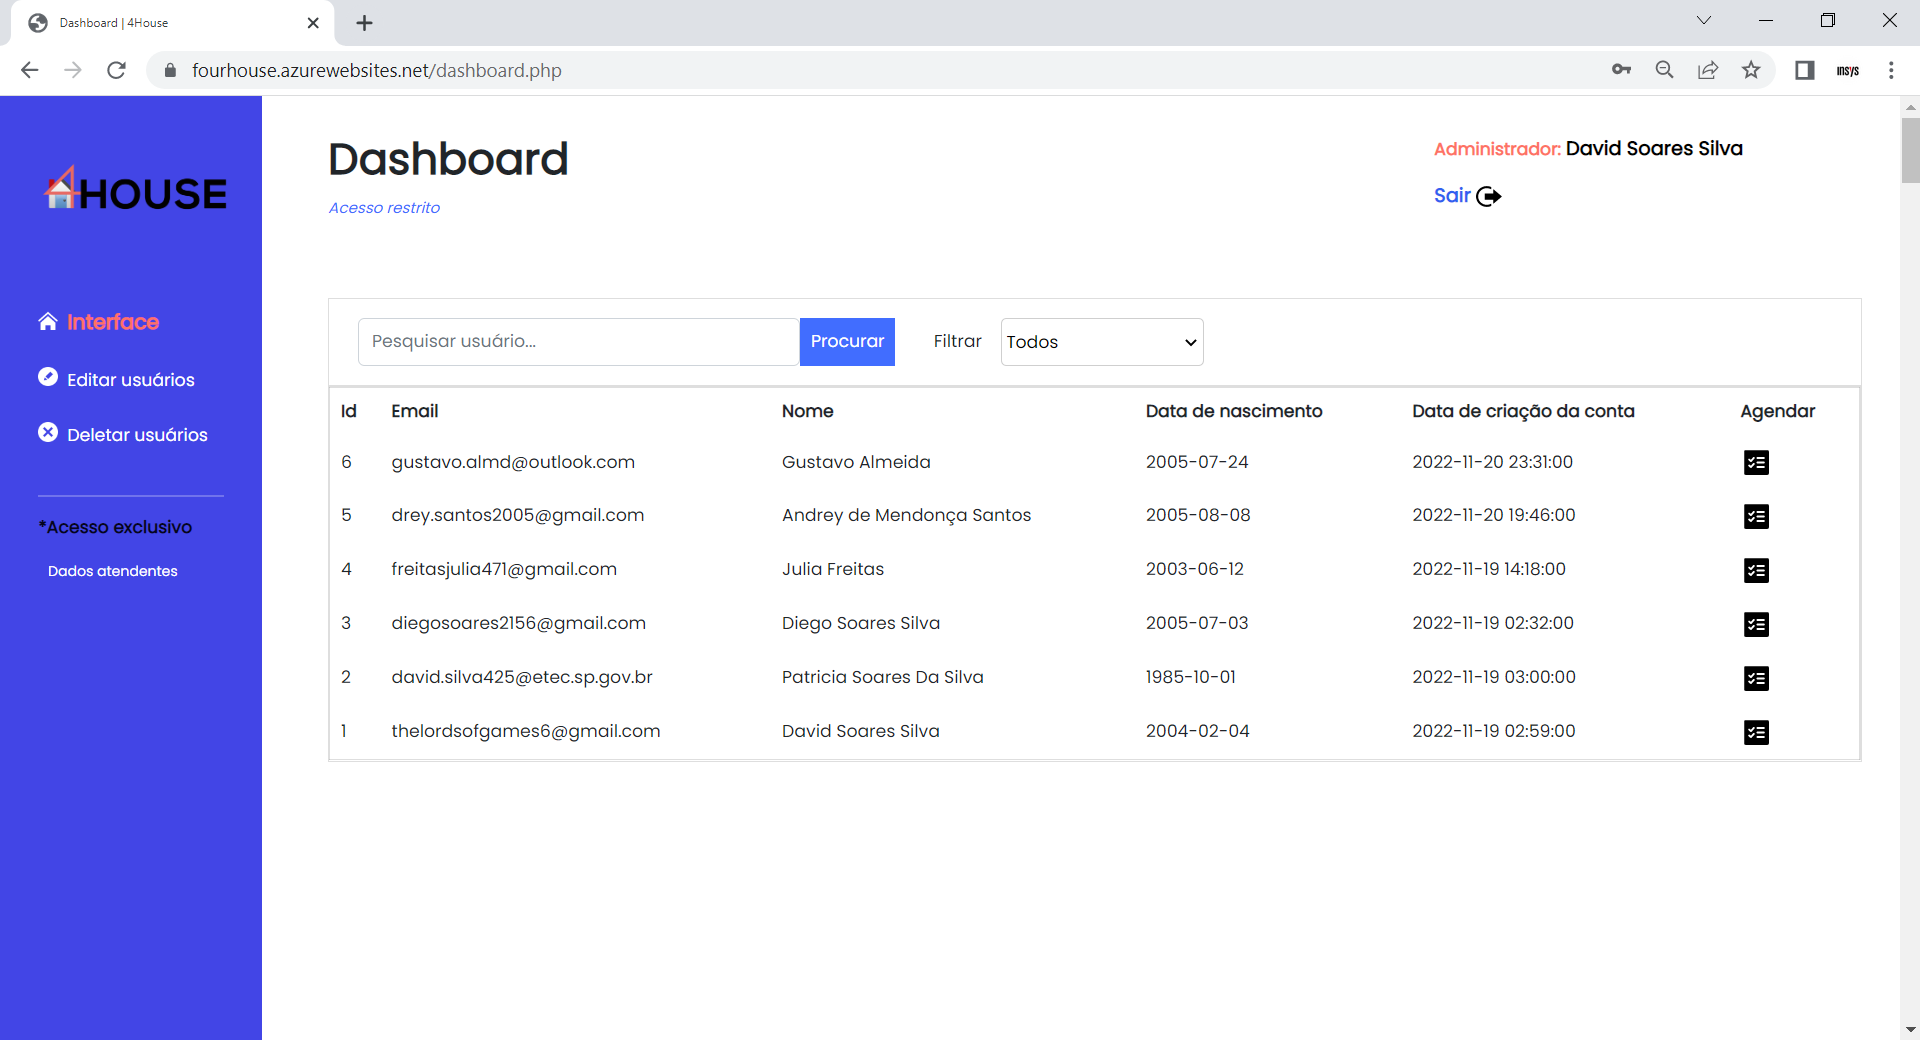 Dashboard | 4House
fourhouse.azurewebsites.net/dashboard.php
INSYS
4HOUSE
Interface
Editar usuários
Deletar usuários
*Acesso exclusivo
Dados atendentes
Dashboard
Acesso restrito
Administrador: David Soares Silva
Sair
Pesquisar usuário... Procurar Filtrar Todos
Id Email Nome Data de nascimento Data de criação da conta Agendar
6 gustavo.almd@outlook.com Gustavo Almeida 2005-07-24 2022-11-20 23:31:00
5 drey.santos2005@gmail.com Andrey de Mendonça Santos 2005-08-08 2022-11-20 19:46:00
4 freitasjulia471@gmail.com Julia Freitas 2003-06-12 2022-11-19 14:18:00
3 diegosoares2156@gmail.com Diego Soares Silva 2005-07-03 2022-11-19 02:32:00
2 david.silva425@etec.sp.gov.br Patricia Soares Da Silva 1985-10-01 2022-11-19 03:00:00
1 thelordsofgames6@gmail.com David Soares Silva 2004-02-04 2022-11-19 02:59:00